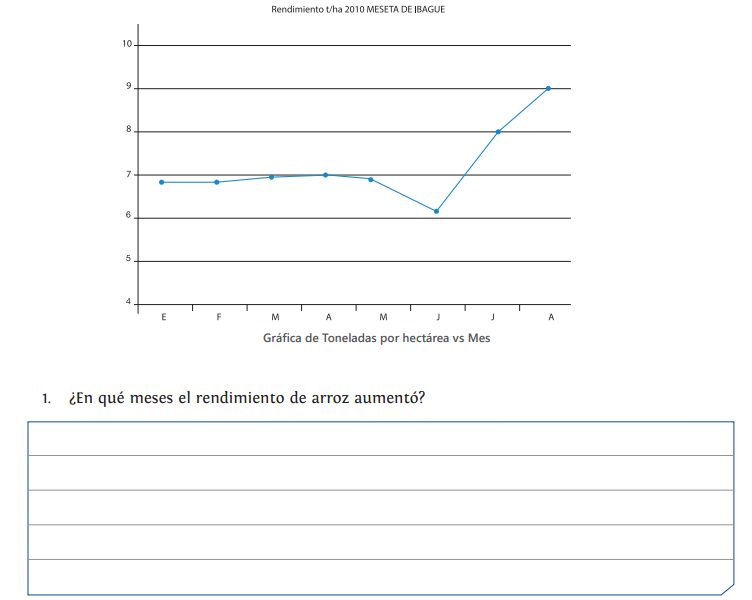 Rendimiento t/ha 2010 MESETA DE IBAGUE
10
9
8
7
6
5
4
E F M A M J J A
Gráfica de Toneladas por hectárea vs Mes
1. ¿En qué meses el rendimiento de arroz aumentó?